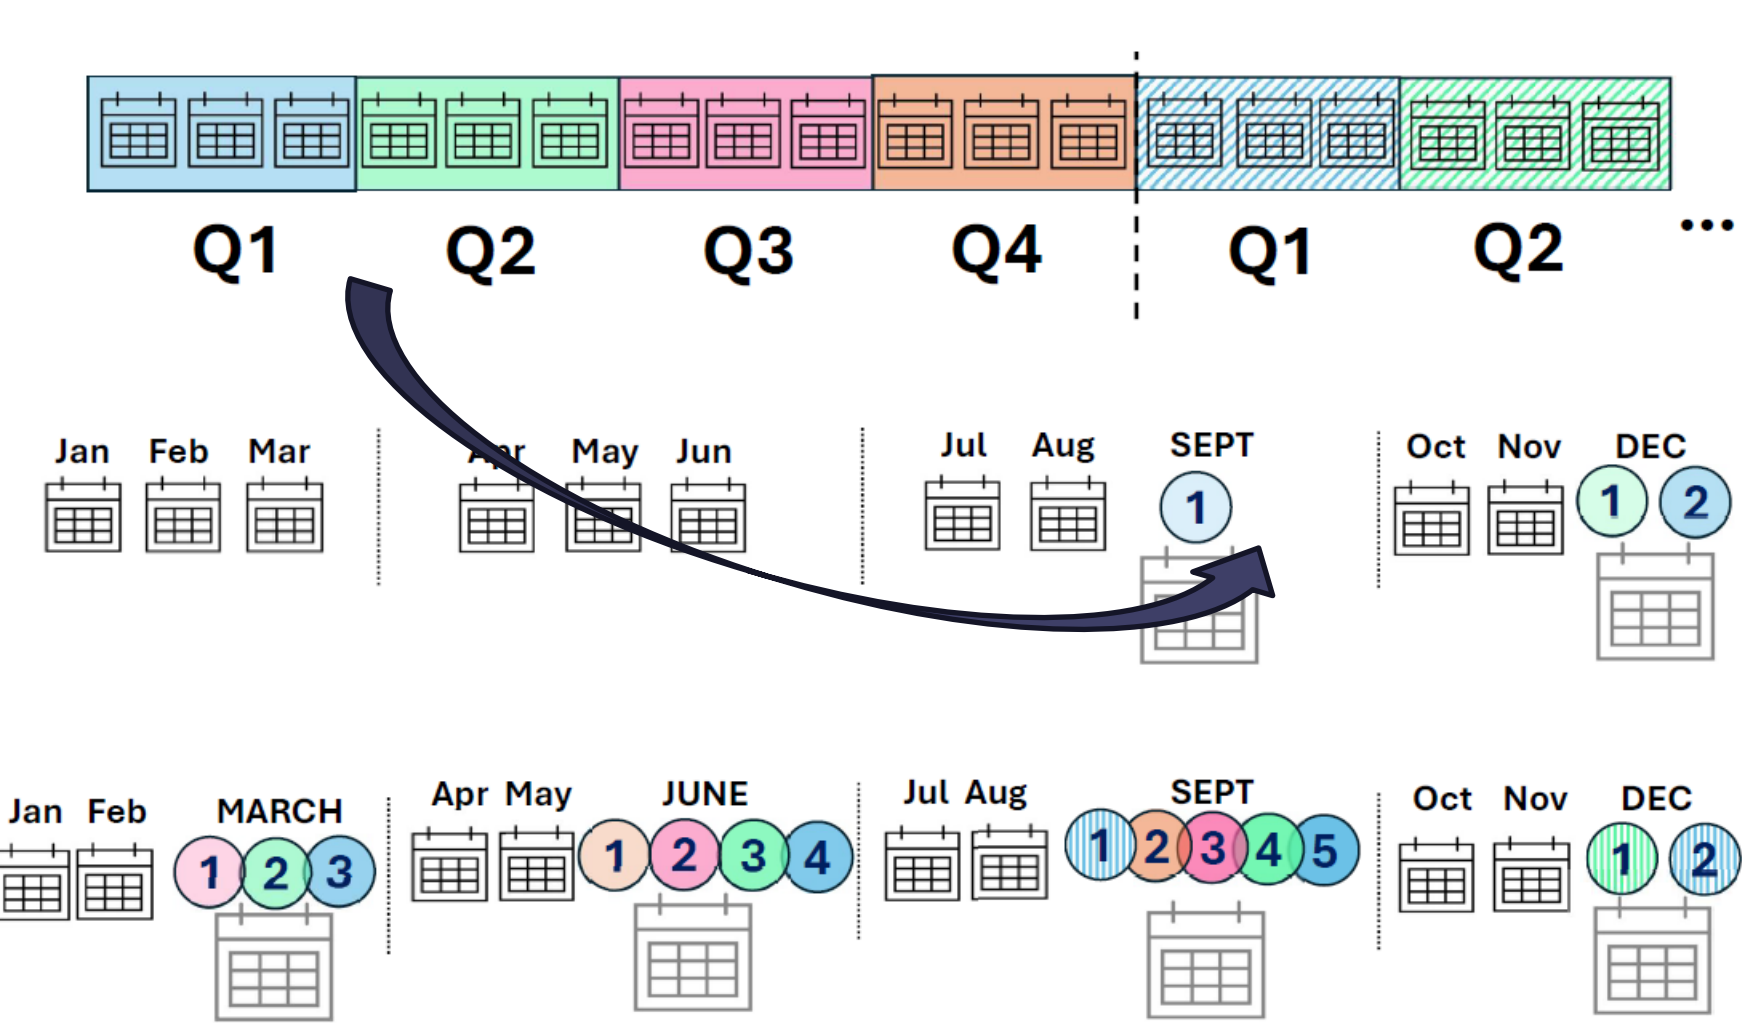 Q1 Q2 Q3 Q4 Q1 Q2 ...
Jan Feb Mar Apr May Jun Jul Aug SEPT Oct Nov DEC
1 1 2
Jan Feb MARCH Apr May JUNE Jul Aug SEPT Oct Nov DEC
1 2 3 1 2 3 4 1 2 3 4 5 1 2